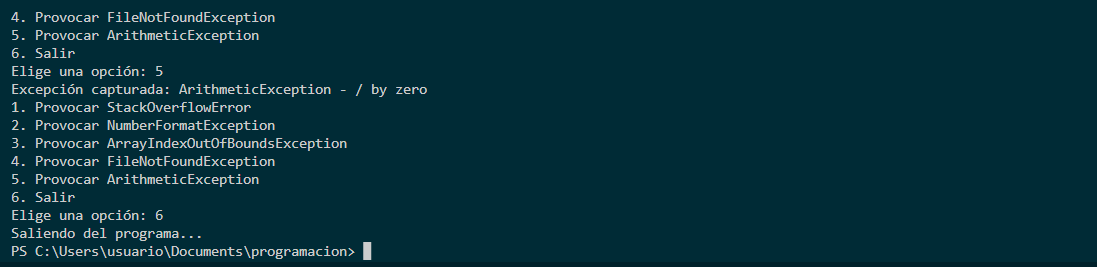 4. Provocar FileNotFoundException
5. Provocar ArithmeticException
6. Salir
Elige una opción: 5
Excepción capturada: ArithmeticException - / by zero
1. Provocar StackOverflowError
2. Provocar NumberFormatException
3. Provocar ArrayIndexOutOfBoundsException
4. Provocar FileNotFoundException
5. Provocar ArithmeticException
6. Salir
Elige una opción: 6
Saliendo del programa...
PS C:\Users\usuario\Documents\programacion>